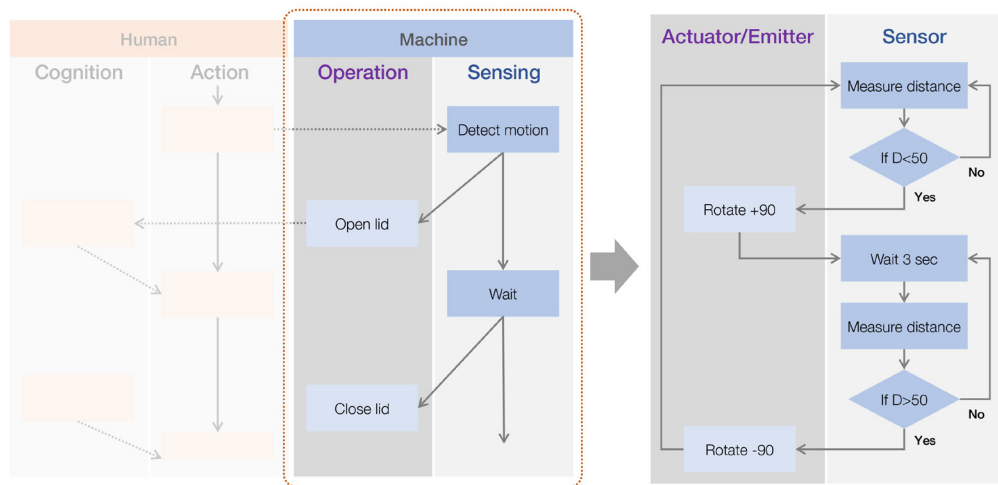 Human
Machine
Cognition
Action
Operation
Sensing
Detect motion
Open lid
Wait
Close lid
Actuator/Emitter
Sensor
Measure distance
If D<50
No
Yes
Rotate +90
Wait 3 sec
Measure distance
If D>50
No
Yes
Rotate -90